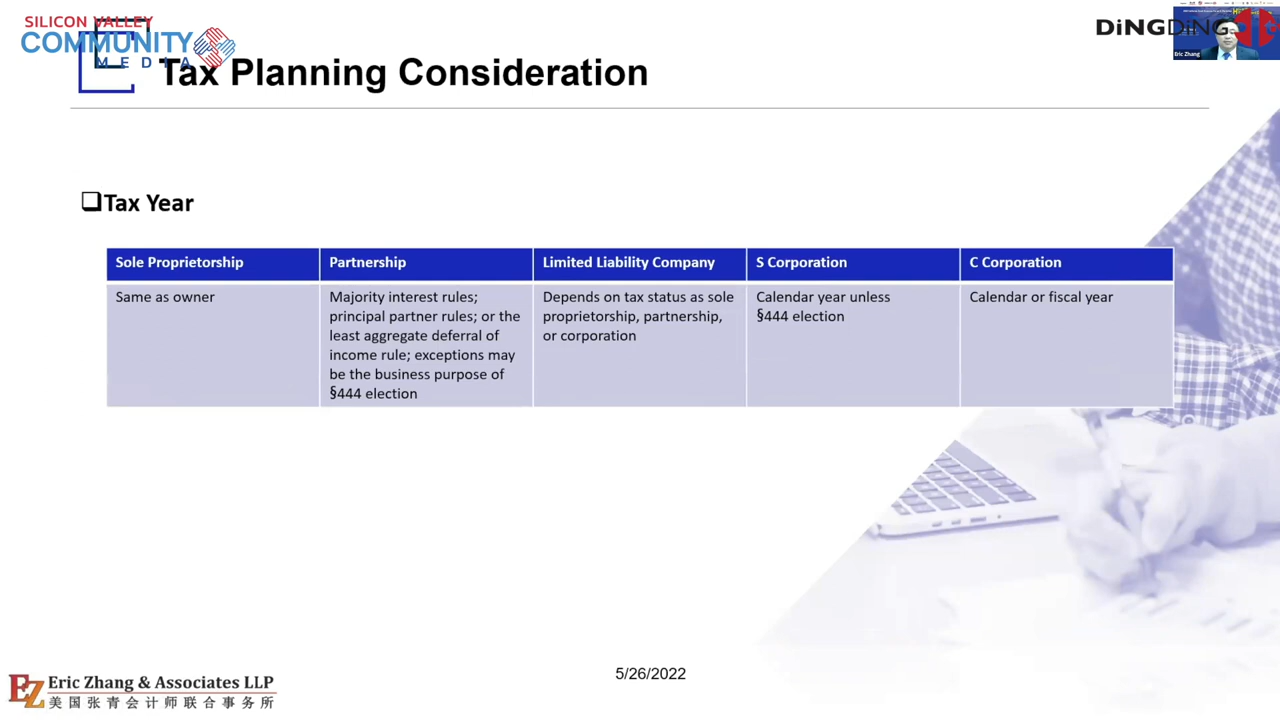 SILICON VALLEY
COMMUNITY
MEDIA
DiNGDiNG
Eric Zhang
Tax Planning Consideration
Tax Year
Sole Proprietorship
Partnership
Limited Liability Company
S Corporation
C Corporation
Same as owner
Majority interest rules;
principal partner rules; or the
least aggregate deferral of
income rule; exceptions may
be the business purpose of
§444 election
Depends on tax status as sole
proprietorship, partnership,
or corporation
Calendar year unless
§444 election
Calendar or fiscal year
5/26/2022
EZ
Eric Zhang & Associates LLP
美国张青会计师联合事务所